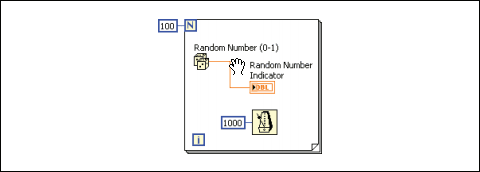 100 N
Random Number (0-1)
Random Number
Indicator
DBL
1000
i